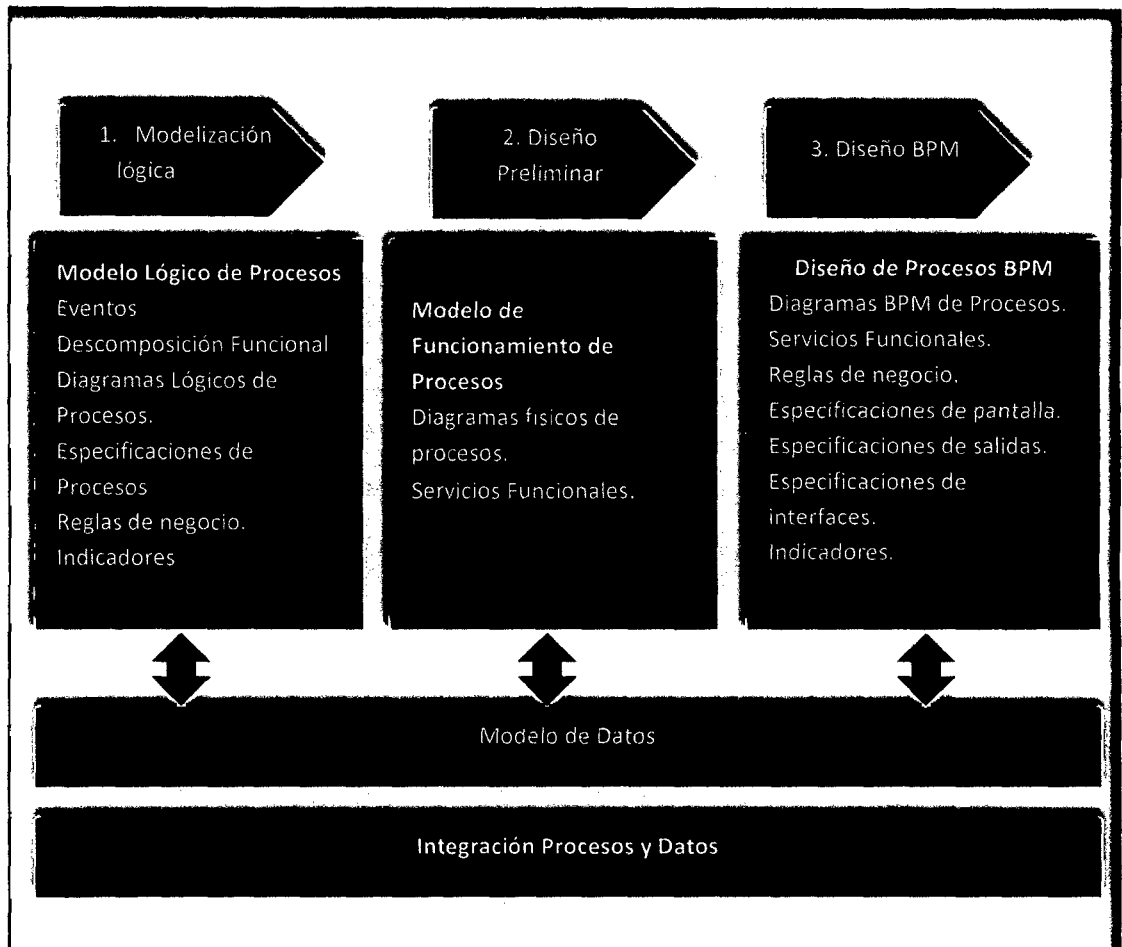 1. Modelización
lógica
2. Diseño
Preliminar
3. Diseño BPM
Modelo Lógico de Procesos
Eventos
Descomposición Funcional
Diagramas Lógicos de
Procesos.
Especificaciones de
Procesos
Reglas de negocio.
Indicadores
Modelo de
Funcionamiento de
Procesos
Diagramas fisicos de
procesos.
Servicios Funcionales.
Diseño de Procesos BPM
Diagramas BPM de Procesos.
Servicios Funcionales.
Reglas de negocio.
Especificaciones de pantalla.
Especificaciones de salidas.
Especificaciones de
interfaces.
Indicadores.
Modelo de Datos
Integración Procesos y Datos